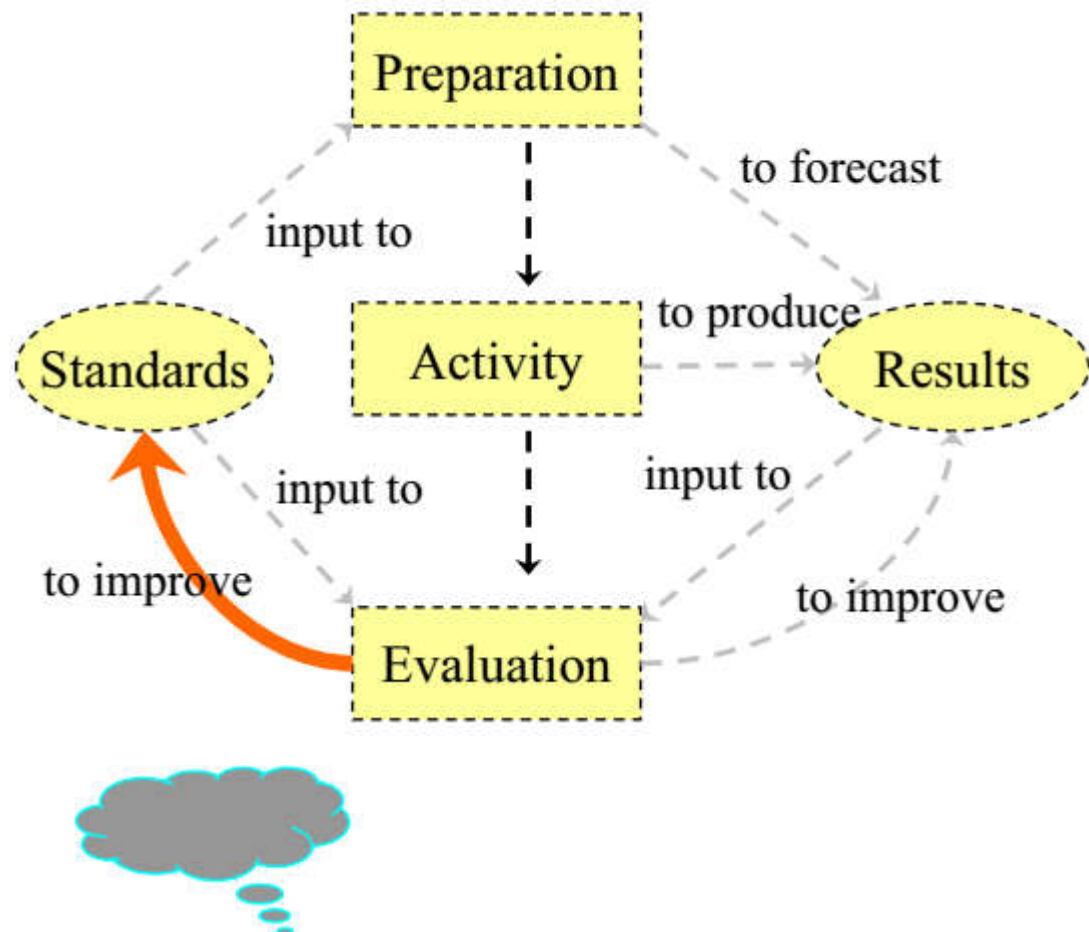 Preparation
to forecast
input to
to produce
Standards
Activity
Results
input to
input to
to improve
to improve
Evaluation